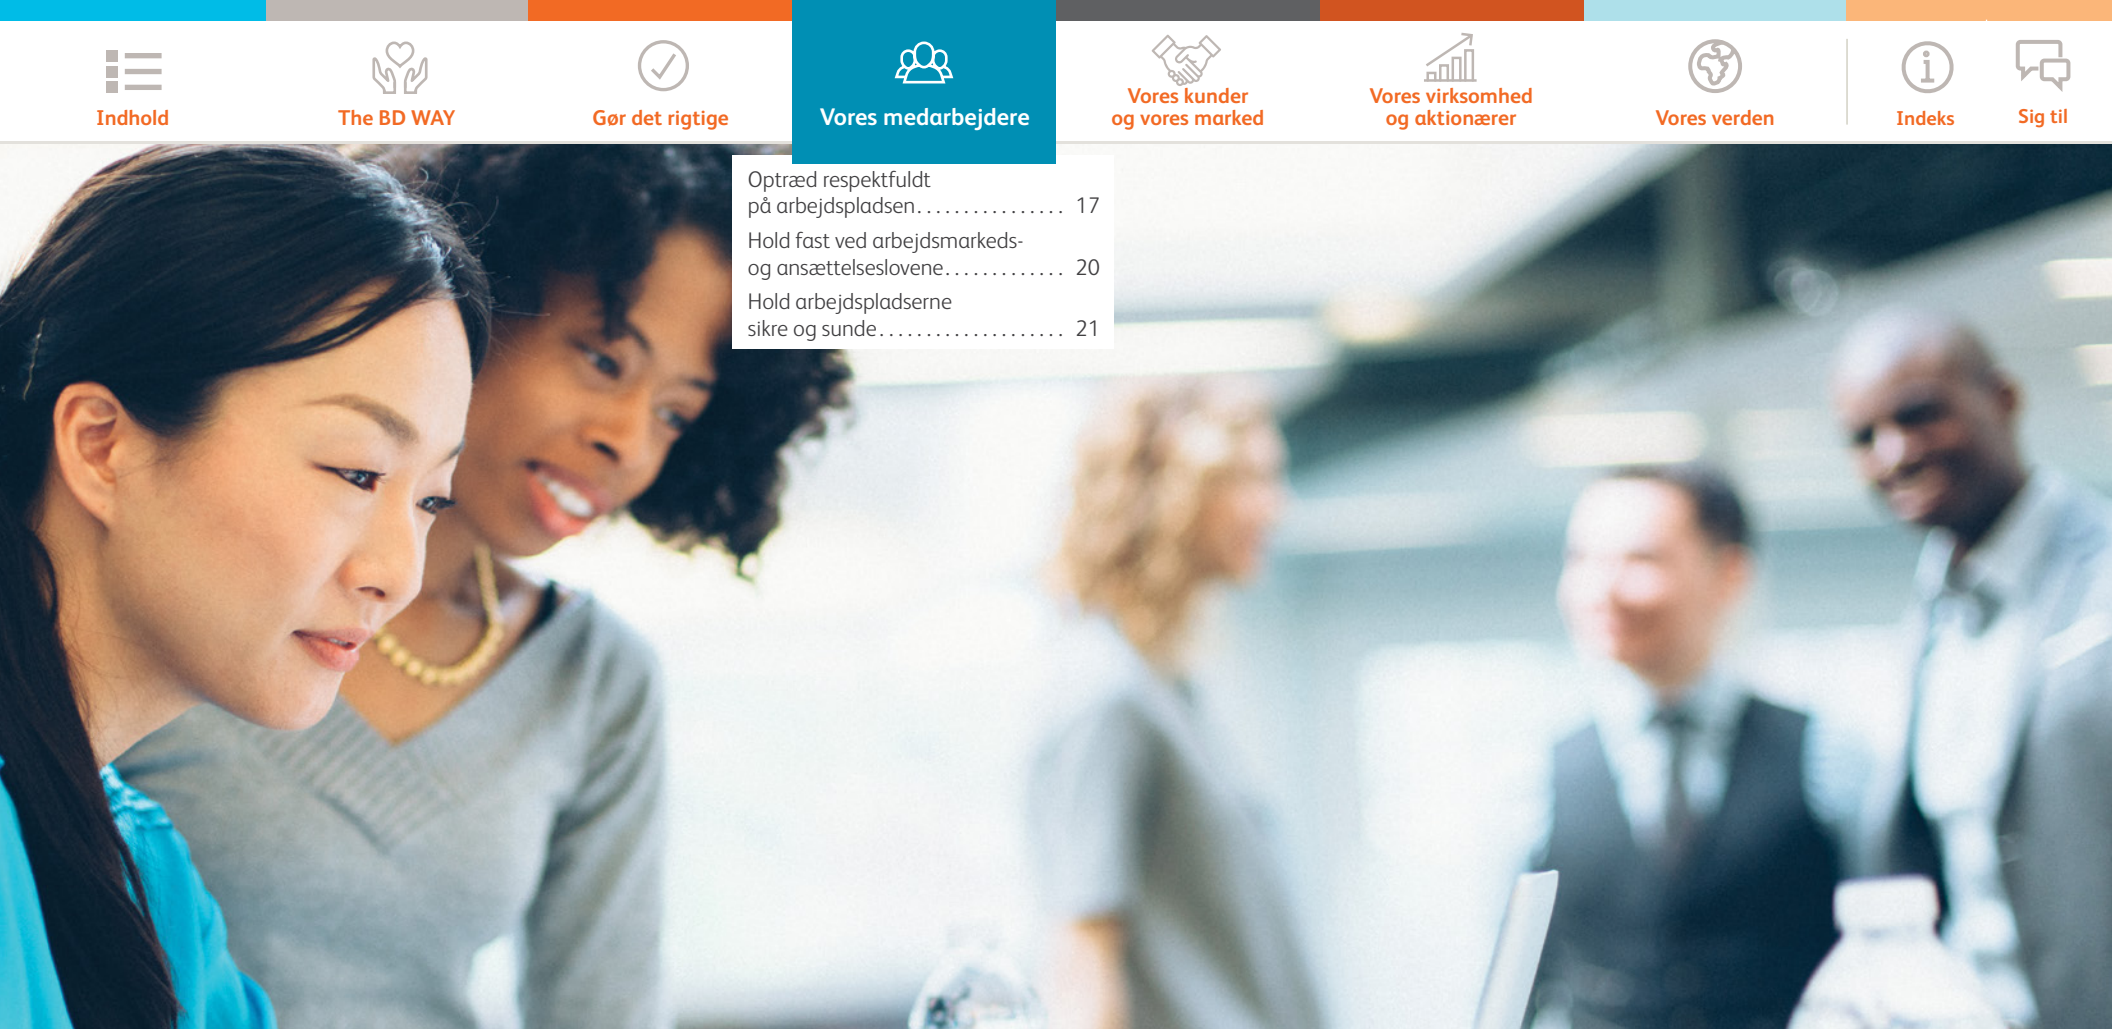 Indhold
The BD WAY
Gør det rigtige
Vores medarbejdere
Vores kunder
og vores marked
Vores virksomhed
og aktionærer
Vores verden
Indeks
Sig til
Optræd respektfuldt
på arbejdspladsen................ 17
Hold fast ved arbejdsmarkeds-
og ansættelseslovene............. 20
Hold arbejdspladserne
sikre og sunde.................... 21